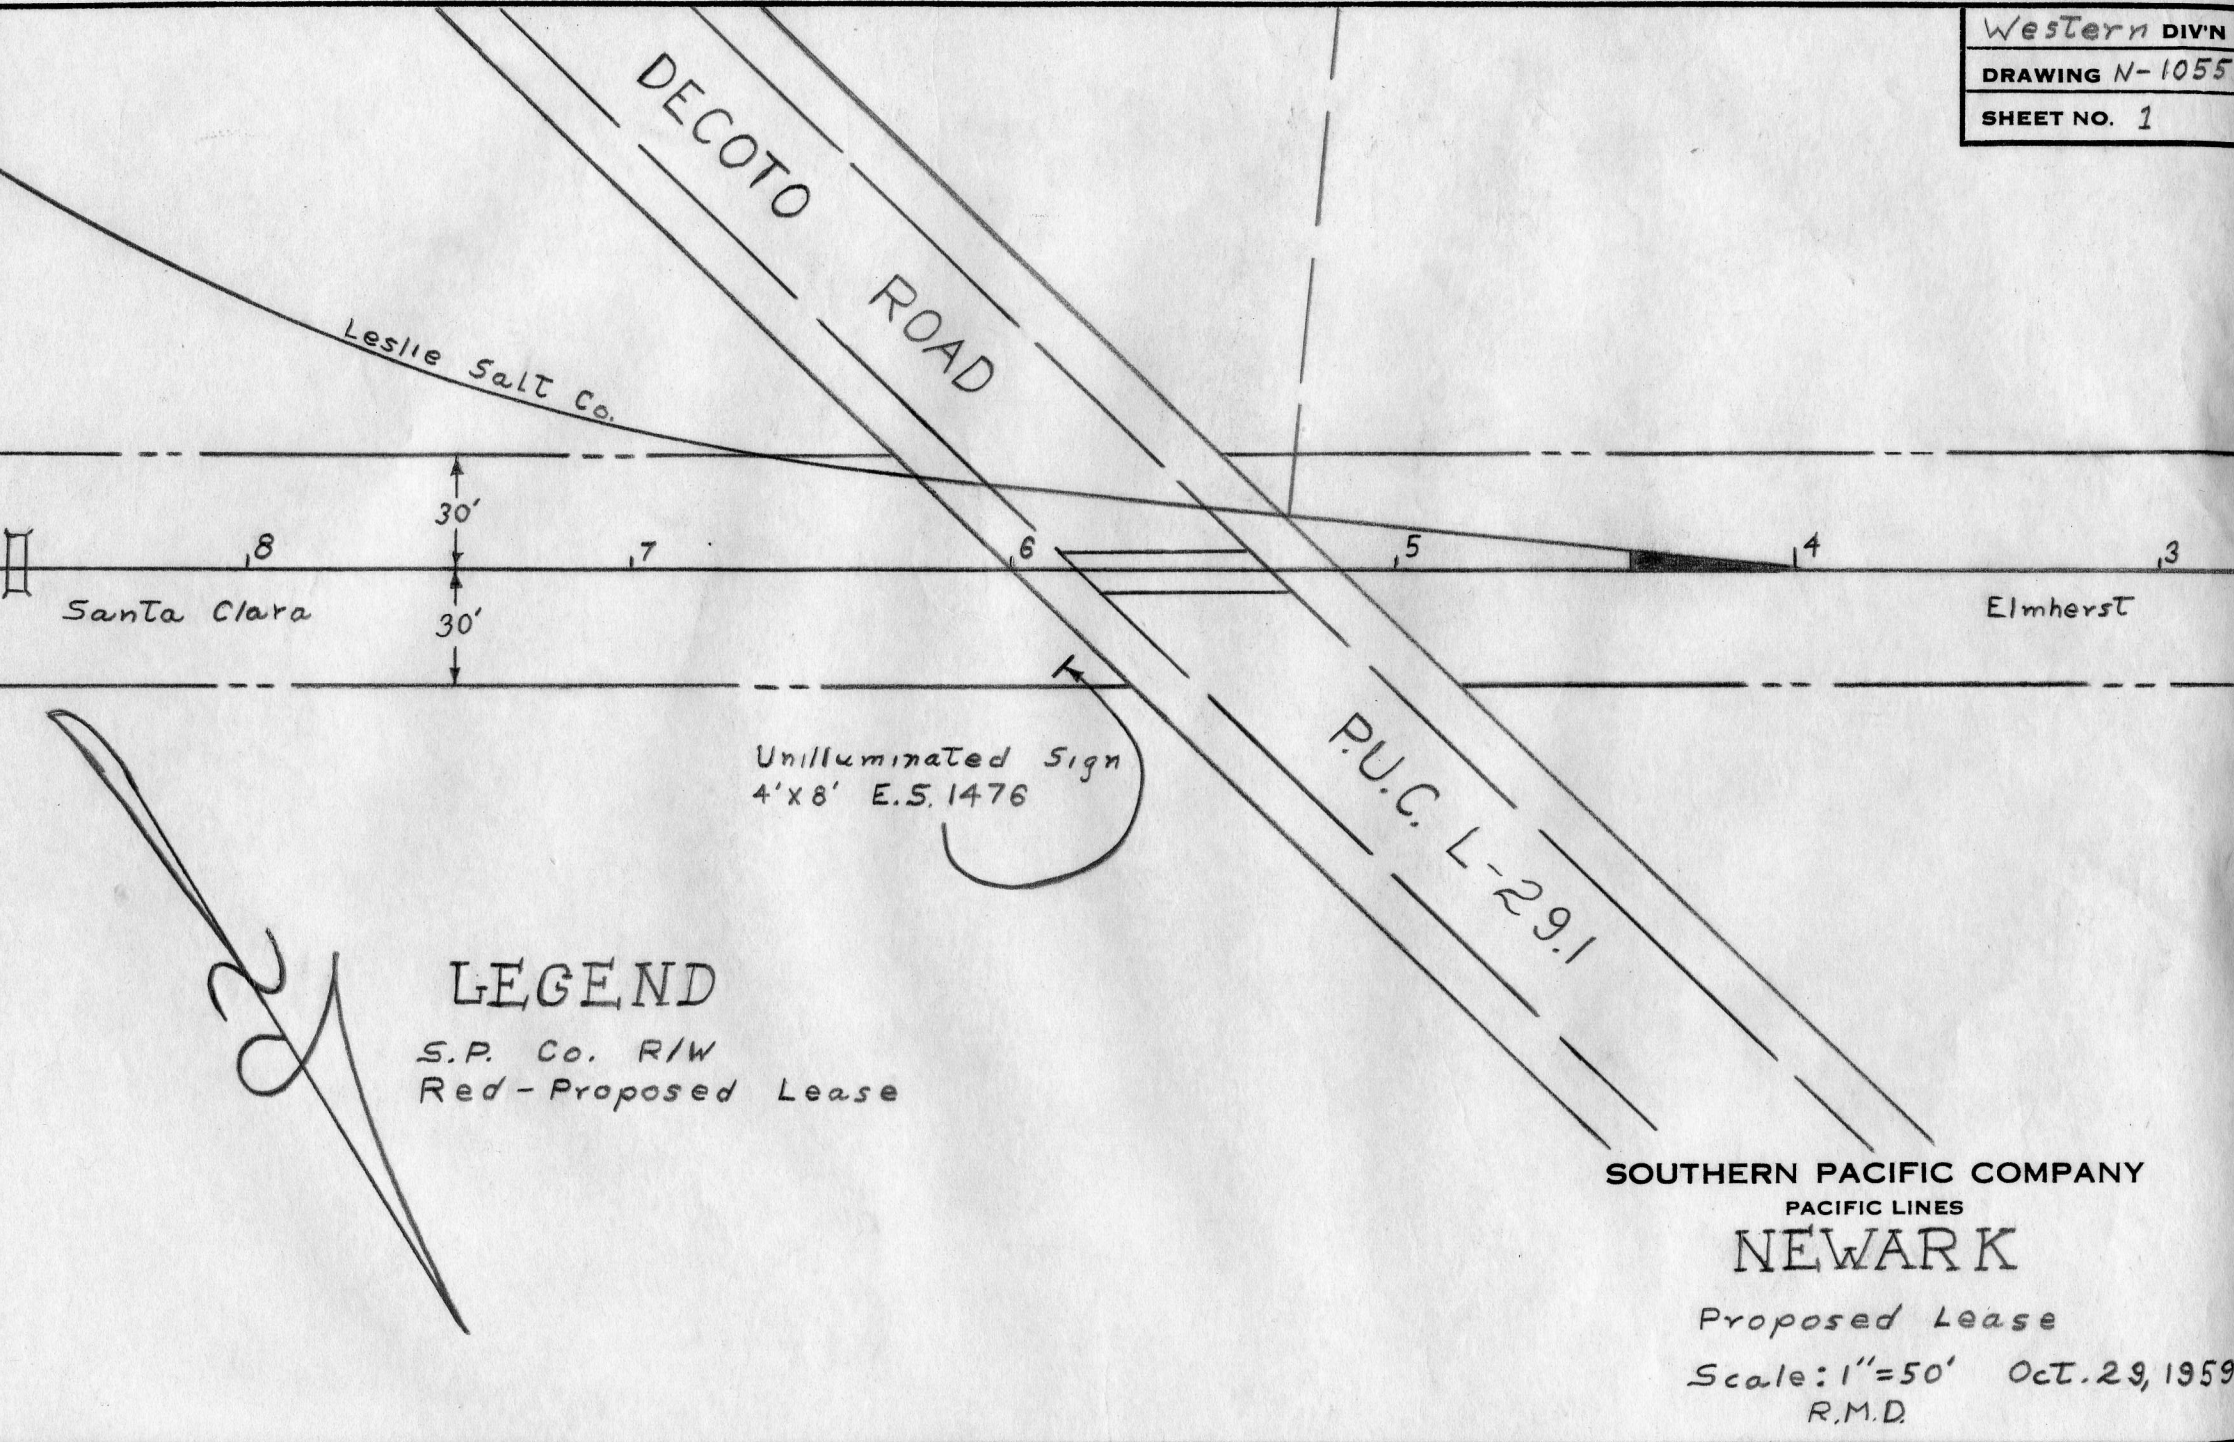 Western DIV'N
DRAWING N-1055
SHEET NO. 1
DECOTO ROAD
Leslie Salt Co.
30'
8 7 6 5 4 3
Santa Clara
30'
Elmherst
Unilluminated Sign
4'x8' E.S. 1476
P.U.C. L-29.1
LEGEND
S.P. Co. R/W
Red-Proposed Lease
SOUTHERN PACIFIC COMPANY
PACIFIC LINES
NEWARK
Proposed Lease
Scale: 1"=50' Oct. 29, 1959
R.M.D.